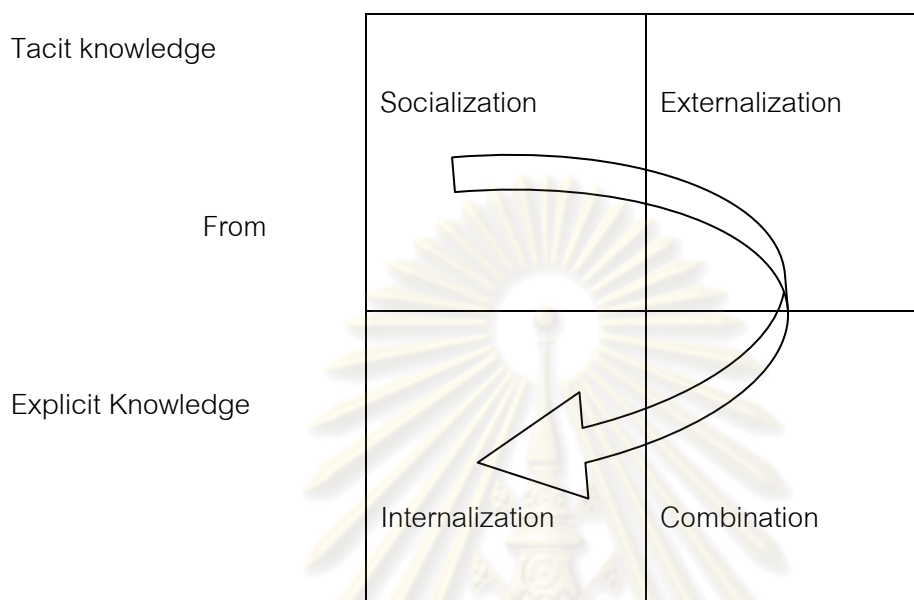 Tacit knowledge
Socialization
Externalization
From
Explicit Knowledge
Internalization
Combination